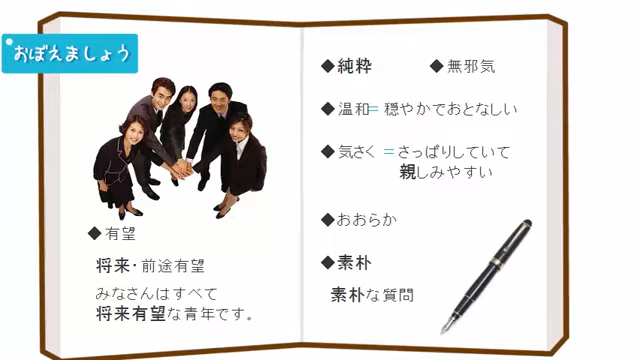 おぼえましょう
◆有望
将来・前途有望
みなさんはすべて
将来有望な青年です。
◆純粋 ◆無邪気
◆温和＝穏やかでおとなしい
◆気さく ＝さっぱりしていて
親しみやすい
◆おおらか
◆素朴
素朴な質問